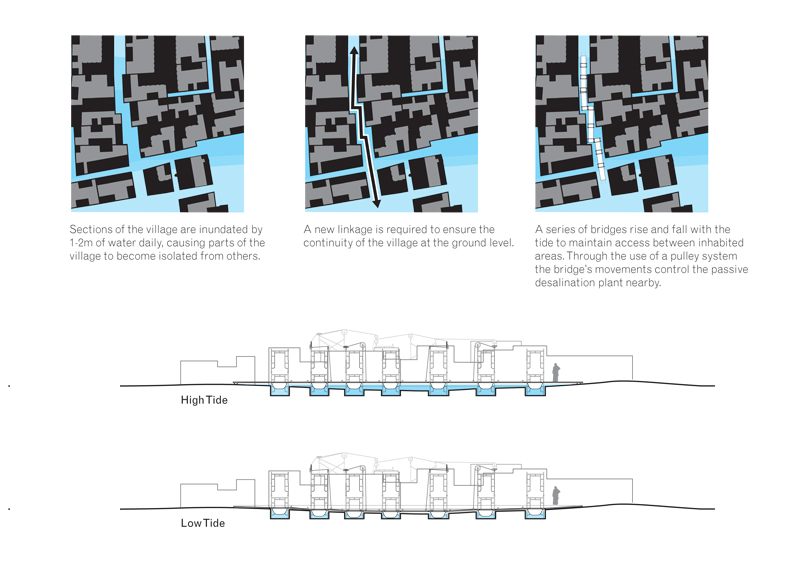 Sections of the village are inundated by
1-2m of water daily, causing parts of the
village to become isolated from others.
A new linkage is required to ensure the
continuity of the village at the ground level.
A series of bridges rise and fall with the
tide to maintain access between inhabited
areas. Through the use of a pulley system
the bridge's movements control the passive
desalination plant nearby.
High Tide
Low Tide